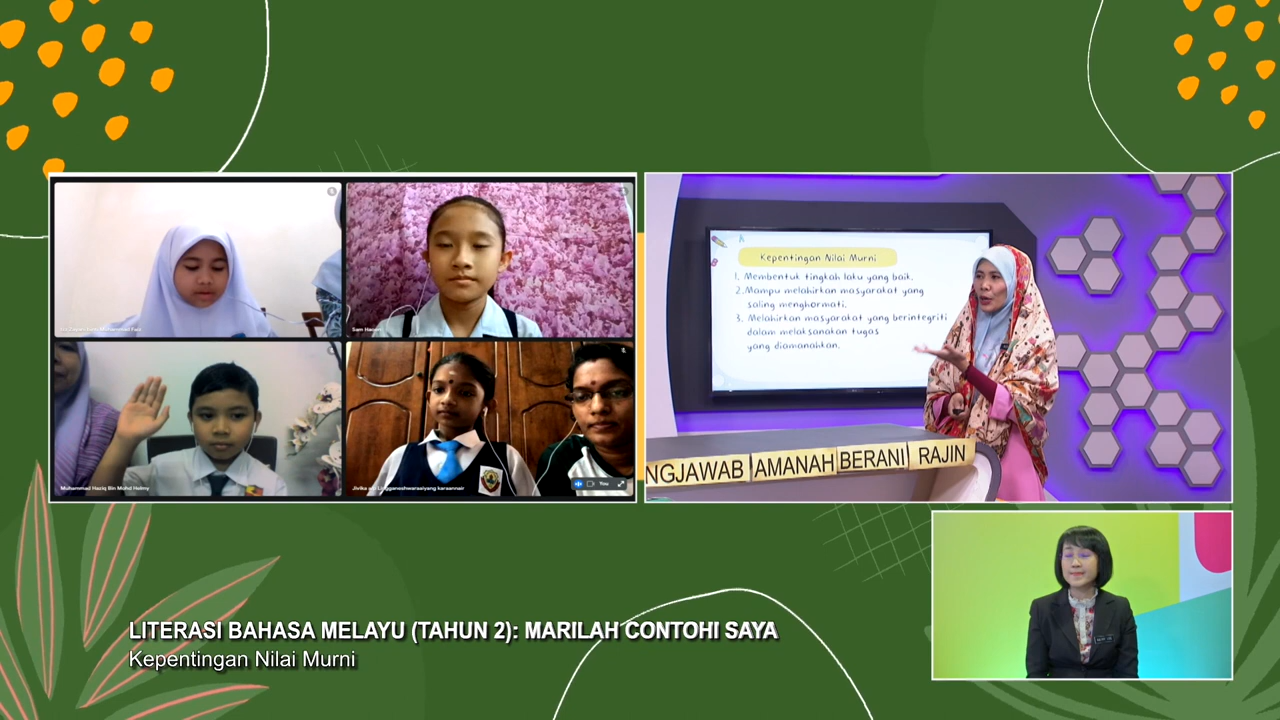 Sam Haniel
Muhammad Haziq Bin Mohd Helmy
You
Kepentingan Nilai Murni
1. Membentuk tingkah laku yang baik.
2. Mampu melahirkan masyarakat yang
saling menghormati.
3. Melahirkan masyarakat yang berintegriti
dalam melaksanakan tugas
yang diamanahkan.
NGJAWAB AMANAH BERANI RAJIN
LITERASI BAHASA MELAYU (TAHUN 2): MARILAH CONTOHI SAYA
Kepentingan Nilai Murni